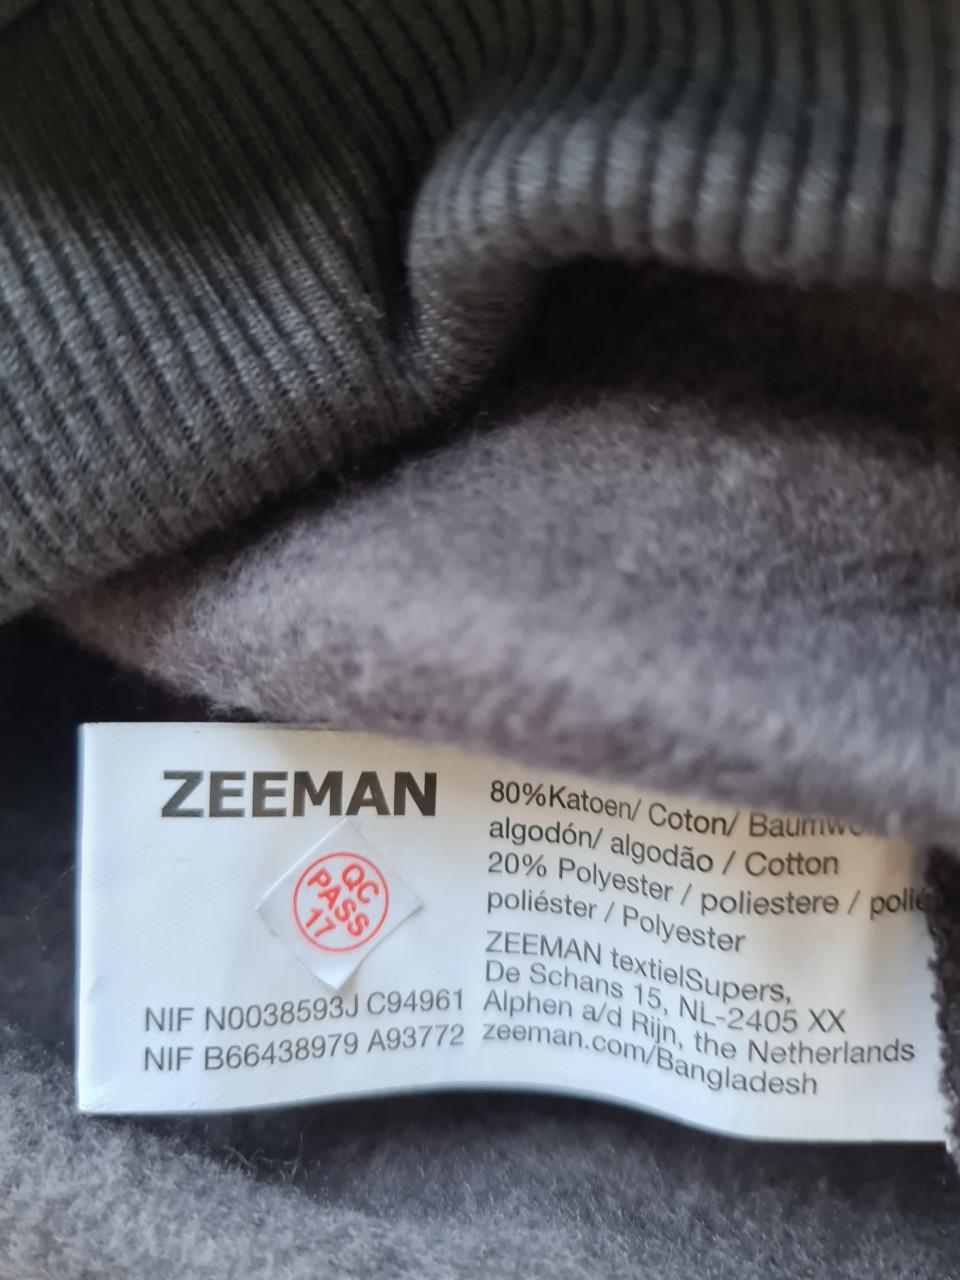 ZEEMAN
QC
PASS
17
NIF N0038593J C94961
NIF B66438979 A93772
80%Katoen/ Coton/
algodón/ algodão / Cotton
20% Polyester / poliestere /
poliéster / Polyester
ZEEMAN textielSupers,
De Schans 15, NL-2405 XX
Alphen a/d Rijn, the Netherlands
zeeman.com/Bangladesh